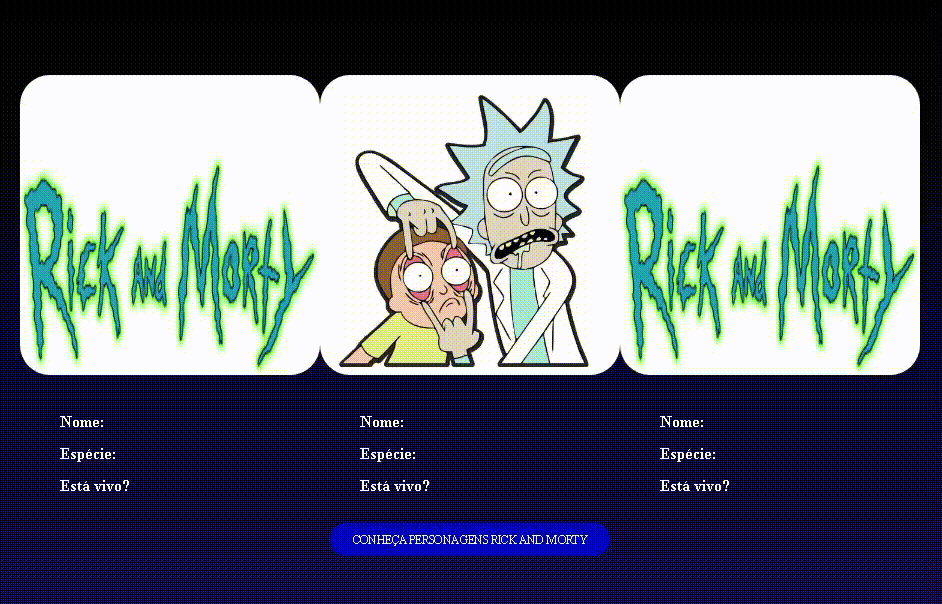 Rick and Morty
Rick and Morty
Nome:
Espécie:
Está vivo?
Nome:
Espécie:
Está vivo?
Nome:
Espécie:
Está vivo?
CONHEÇA PERSONAGENS RICK AND MORTY